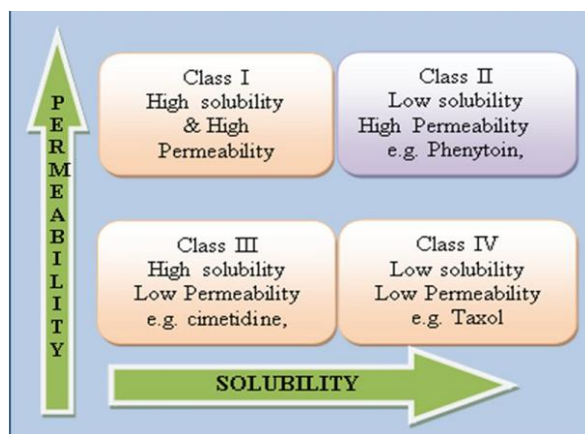 PERMEABILITY
Class I
High solubility
& High
Permeability
Class II
Low solubility
High Permeability
e.g. Phenytoin,
Class III
High solubility
Low Permeability
e.g. cimetidine,
Class IV
Low solubility
Low Permeability
e.g. Taxol
SOLUBILITY